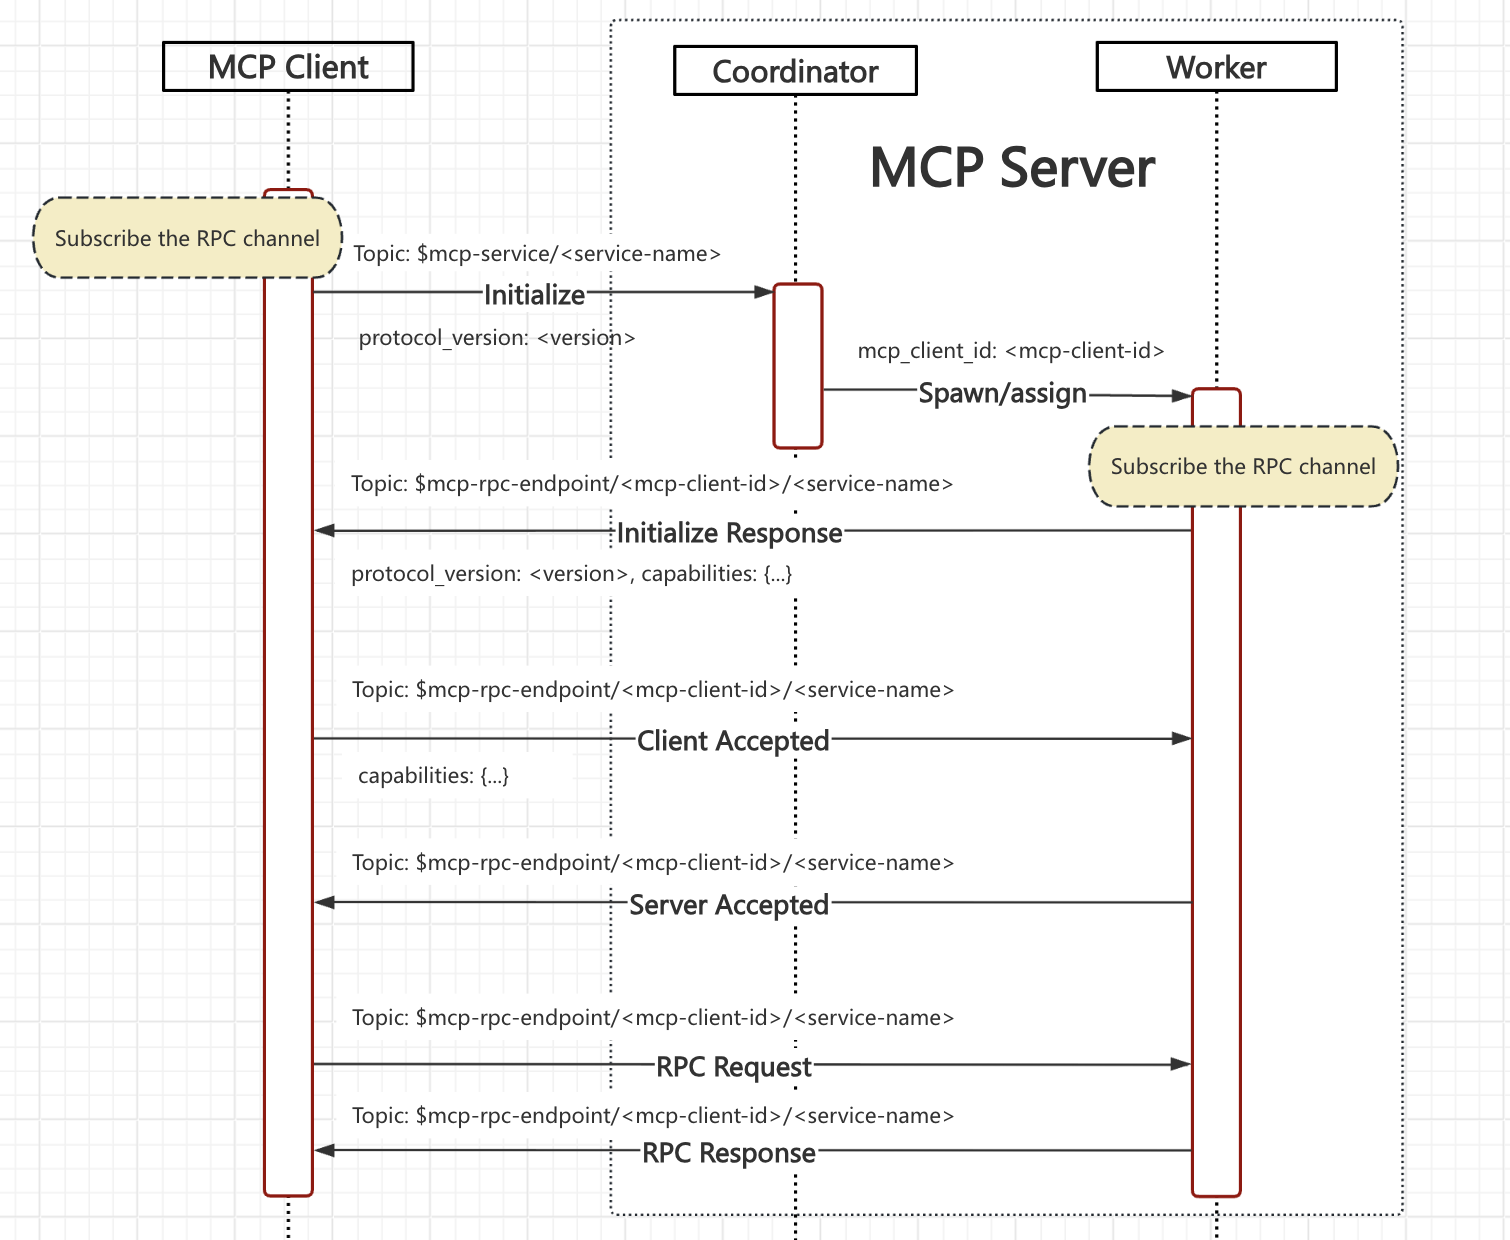 MCP Client
Coordinator
Worker
MCP Server
Subscribe the RPC channel
Topic: $mcp-service/<service-name>
Initialize
protocol_version: <version>
mcp_client_id: <mcp-client-id>
Spawn/assign
Subscribe the RPC channel
Topic: $mcp-rpc-endpoint/<mcp-client-id>/<service-name>
Initialize Response
protocol_version: <version>, capabilities: {...}
Topic: $mcp-rpc-endpoint/<mcp-client-id>/<service-name>
Client Accepted
capabilities: {...}
Topic: $mcp-rpc-endpoint/<mcp-client-id>/<service-name>
Server Accepted
Topic: $mcp-rpc-endpoint/<mcp-client-id>/<service-name>
RPC Request
Topic: $mcp-rpc-endpoint/<mcp-client-id>/<service-name>
RPC Response